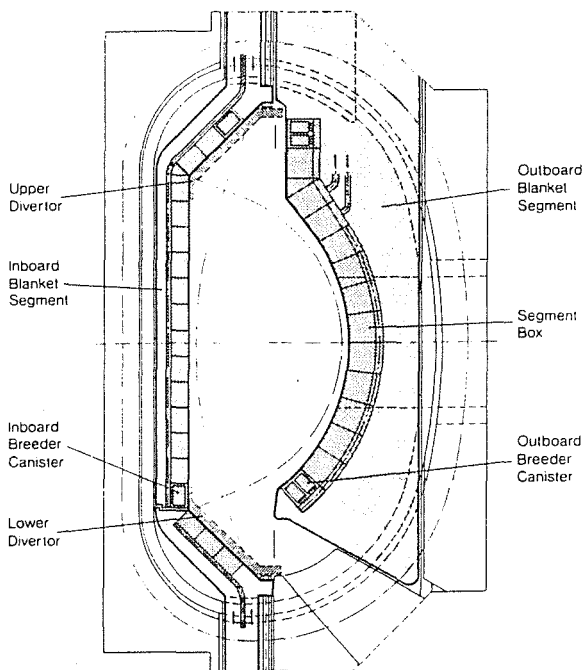 Upper
Divertor
Inboard
Blanket
Segment
Inboard
Breeder
Canister
Lower
Divertor
Outboard
Blanket
Segment
Segment
Box
Outboard
Breeder
Canister